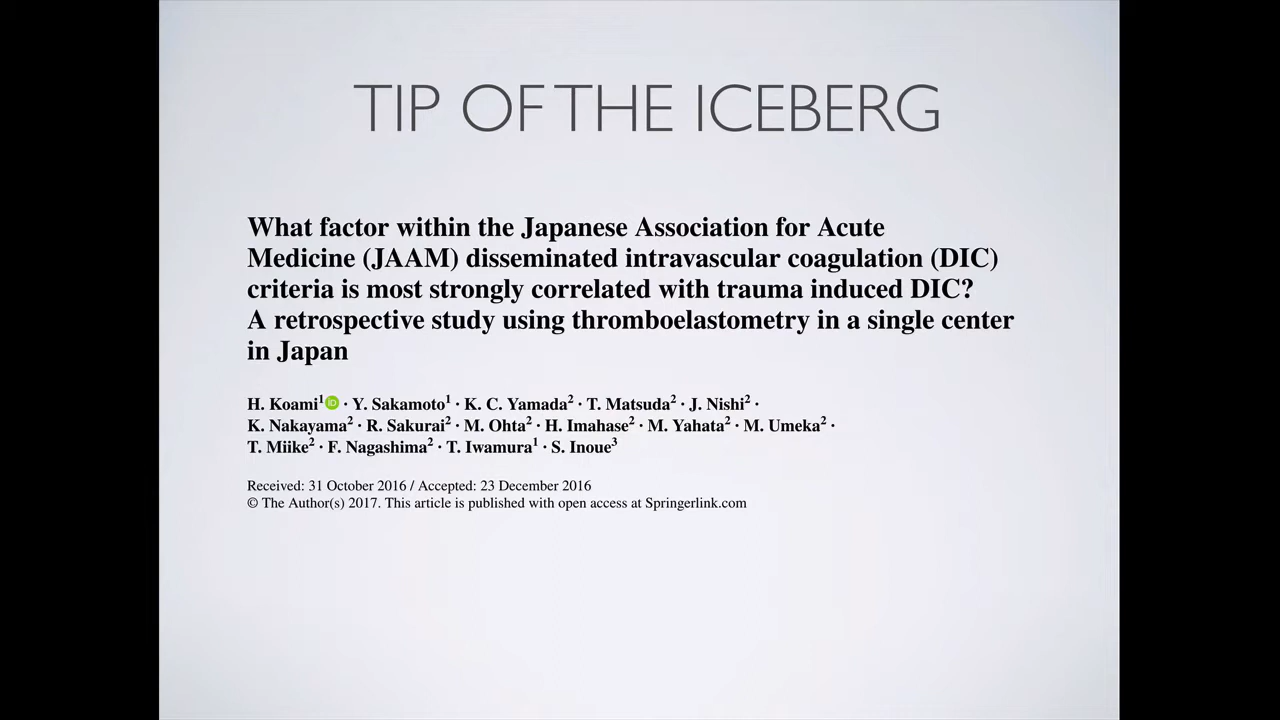 TIP OF THE ICEBERG
What factor within the Japanese Association for Acute
Medicine (JAAM) disseminated intravascular coagulation (DIC)
criteria is most strongly correlated with trauma induced DIC?
A retrospective study using thromboelastometry in a single center
in Japan
H. Koami¹ iD · Y. Sakamoto¹ · K. C. Yamada² · T. Matsuda² · J. Nishi² ·
K. Nakayama² · R. Sakurai² · M. Ohta² · H. Imahase² · M. Yahata² · M. Umeka² ·
T. Miike² · F. Nagashima² · T. Iwamura¹ · S. Inoue³
Received: 31 October 2016 / Accepted: 23 December 2016
© The Author(s) 2017. This article is published with open access at Springerlink.com